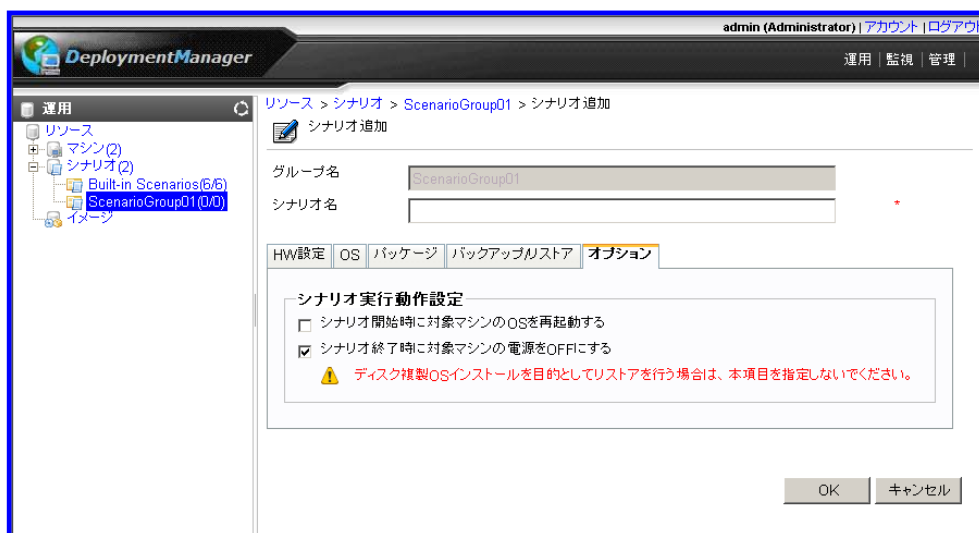 admin (Administrator) | アカウント | ログアウ
DeploymentManager
運用 | 監視 | 管理 |
運用
リソース
マシン(2)
シナリオ(2)
Built-in Scenarios(6/6)
ScenarioGroup01(0/0)
イメージ
リソース > シナリオ > ScenarioGroup01 > シナリオ追加
シナリオ追加
グループ名
ScenarioGroup01
シナリオ名
*
HW設定 OS パッケージ バックアップ/リストア オプション
シナリオ実行動作設定
シナリオ開始時に対象マシンのOSを再起動する
シナリオ終了時に対象マシンの電源をOFFにする
ディスク複製OSインストールを目的としてリストアを行う場合は、本項目を指定しないでください。
OK キャンセル